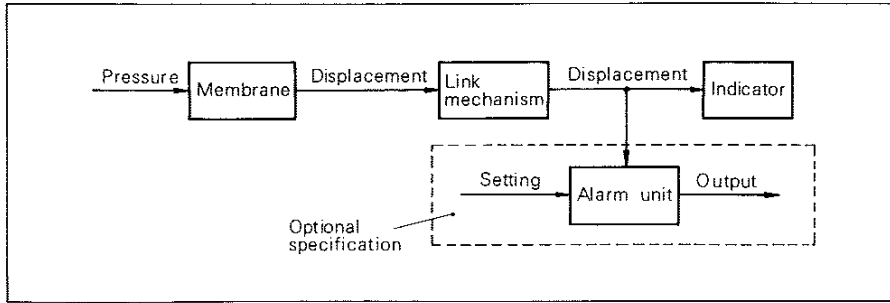 Pressure
Membrane
Displacement
Link
mechanism
Displacement
Indicator
Setting
Alarm unit
Output
Optional
specification